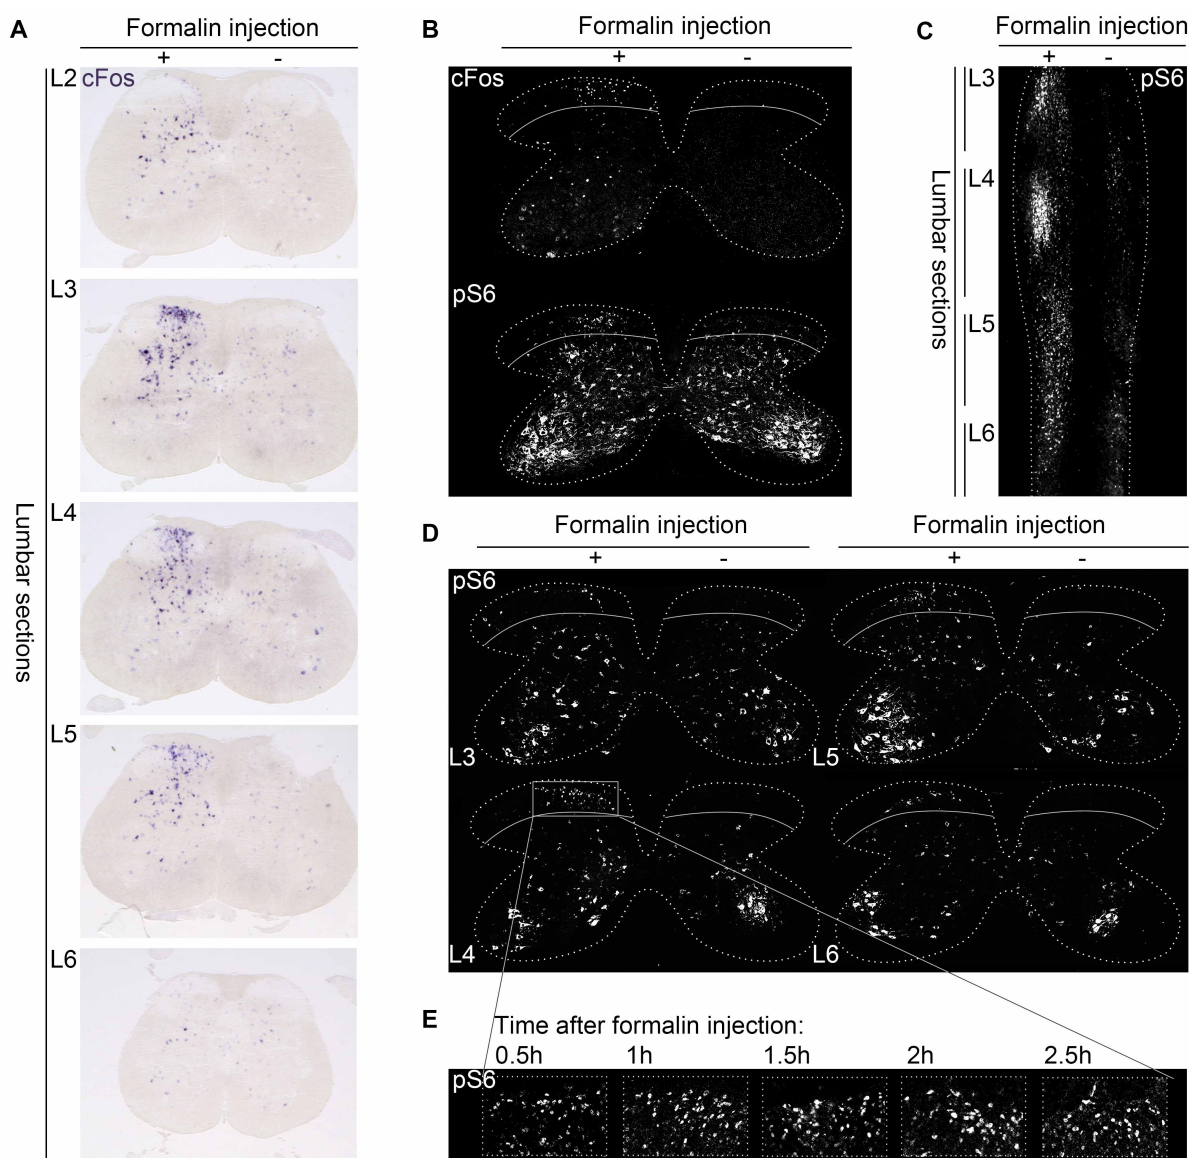 A
Formalin injection
+ -
L2
cFos
L3
L4
L5
L6
Lumbar sections
B
Formalin injection
+ -
cFos
pS6
C
Formalin injection
+ -
L3
pS6
L4
L5
L6
Lumbar sections
D
Formalin injection
+ -
Formalin injection
+ -
pS6
L3
L5
L4
L6
E
Time after formalin injection:
0.5h 1h 1.5h 2h 2.5h
pS6